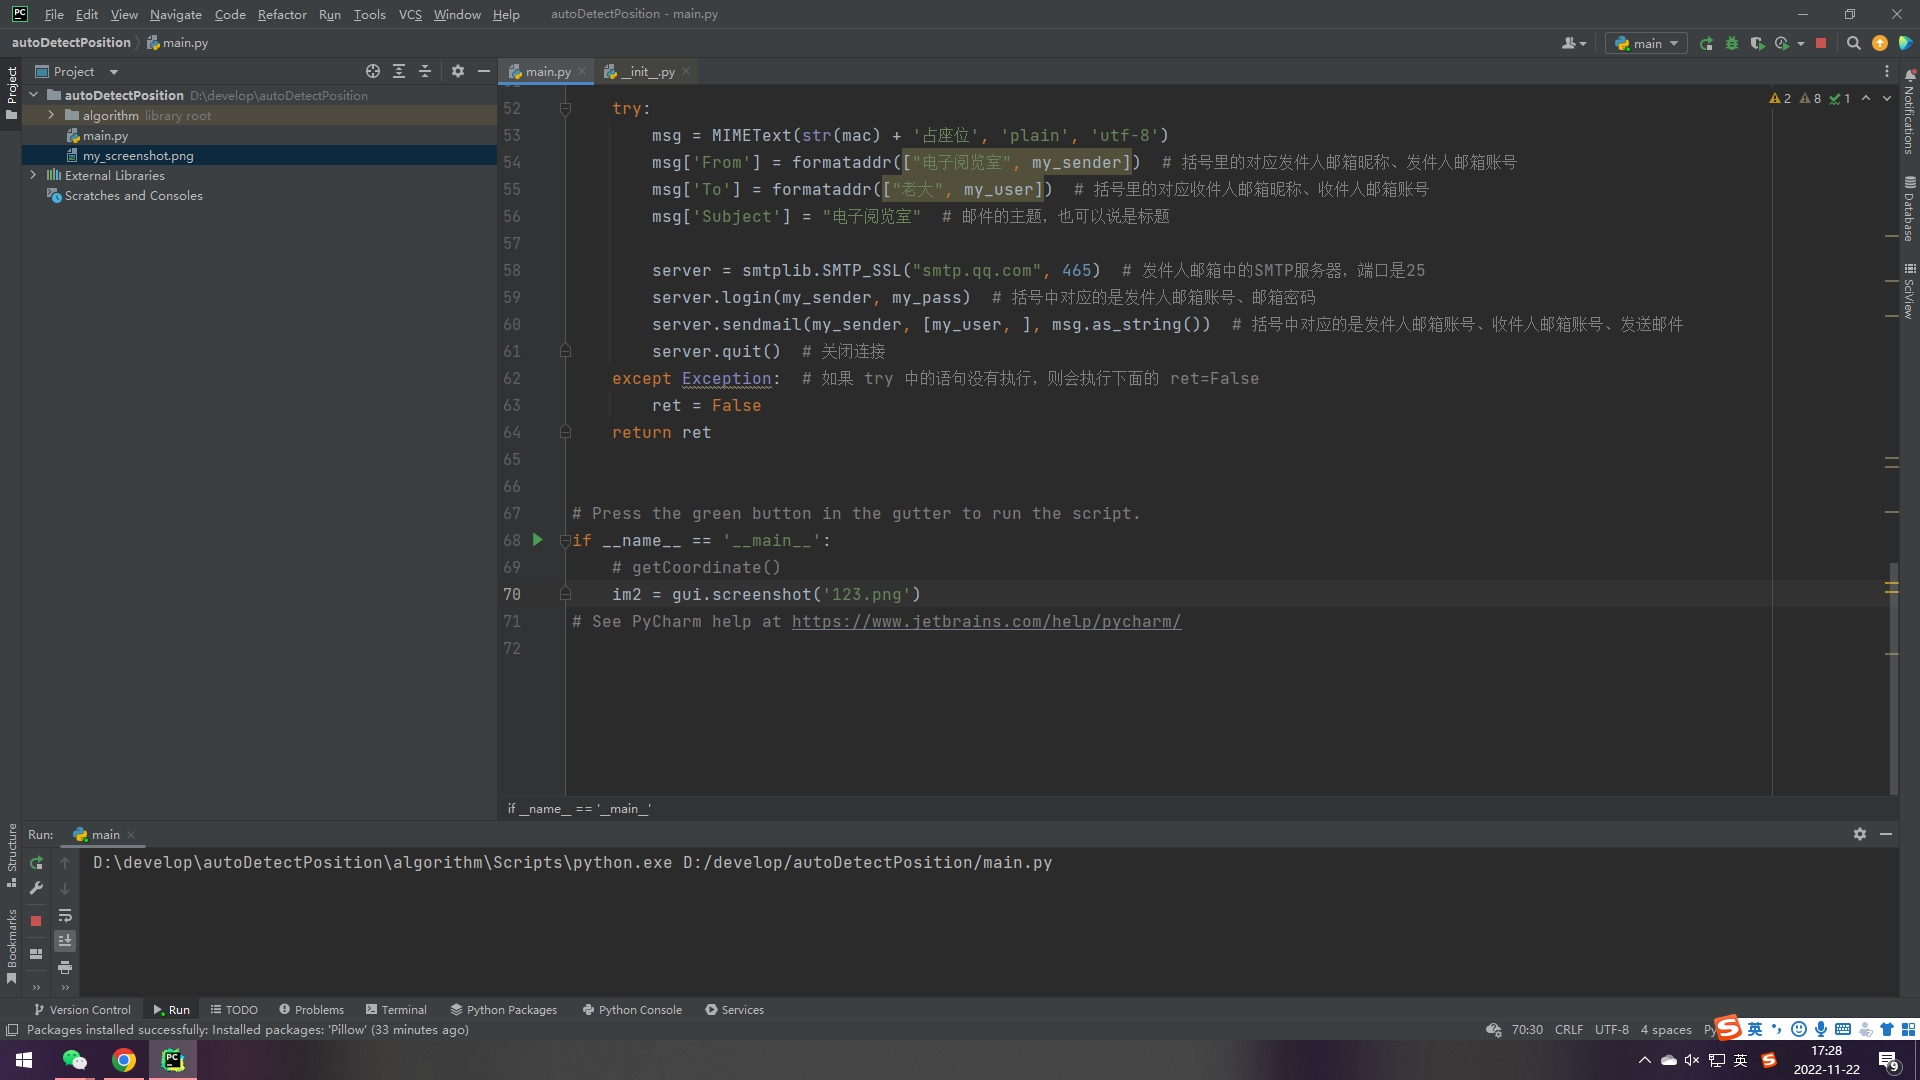 File Edit View Navigate Code Refactor Run Tools VCS Window Help autoDetectPosition - main.py
autoDetectPosition main.py main
Project main.py __init__.py
autoDetectPosition D:\develop\autoDetectPosition
algorithm library root
main.py
my_screenshot.png
External Libraries
Scratches and Consoles
2 8 1
52 try:
53 msg = MIMEText(str(mac) + '占座位', 'plain', 'utf-8')
54 msg['From'] = formataddr(["电子阅览室", my_sender]) # 括号里的对应发件人邮箱昵称、发件人邮箱账号
55 msg['To'] = formataddr(["老大", my_user]) # 括号里的对应收件人邮箱昵称、收件人邮箱账号
56 msg['Subject'] = "电子阅览室" # 邮件的主题，也可以说是标题
57
58 server = smtplib.SMTP_SSL("smtp.qq.com", 465) # 发件人邮箱中的SMTP服务器，端口是25
59 server.login(my_sender, my_pass) # 括号中对应的是发件人邮箱账号、邮箱密码
60 server.sendmail(my_sender, [my_user, ], msg.as_string()) # 括号中对应的是发件人邮箱账号、收件人邮箱账号、发送邮件
61 server.quit() # 关闭连接
62 except Exception: # 如果 try 中的语句没有执行，则会执行下面的 ret=False
63 ret = False
64 return ret
65
66
67 # Press the green button in the gutter to run the script.
68 if __name__ == '__main__':
69 # getCoordinate()
70 im2 = gui.screenshot('123.png')
71 # See PyCharm help at https://www.jetbrains.com/help/pycharm/
72
if __name__ == '__main__'
Project
Structure
Bookmarks
Notifications
Database
SciView
Run: main
D:\develop\autoDetectPosition\algorithm\Scripts\python.exe D:/develop/autoDetectPosition/main.py
Version Control Run TODO Problems Terminal Python Packages Python Console Services
Packages installed successfully: Installed packages: 'Pillow' (33 minutes ago) 70:30 CRLF UTF-8 4 spaces Py
英
英 17:28
2022-11-22 9